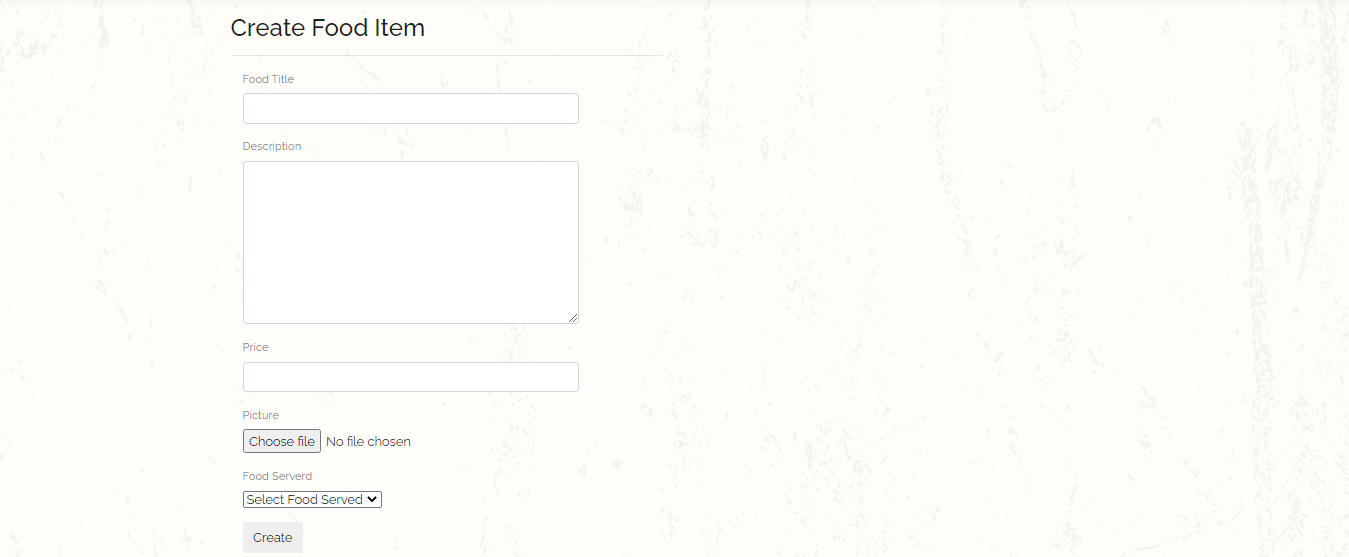 Create Food Item
Food Title
Description
Price
Picture
Choose file No file chosen
Food Serverd
Select Food Served
Create